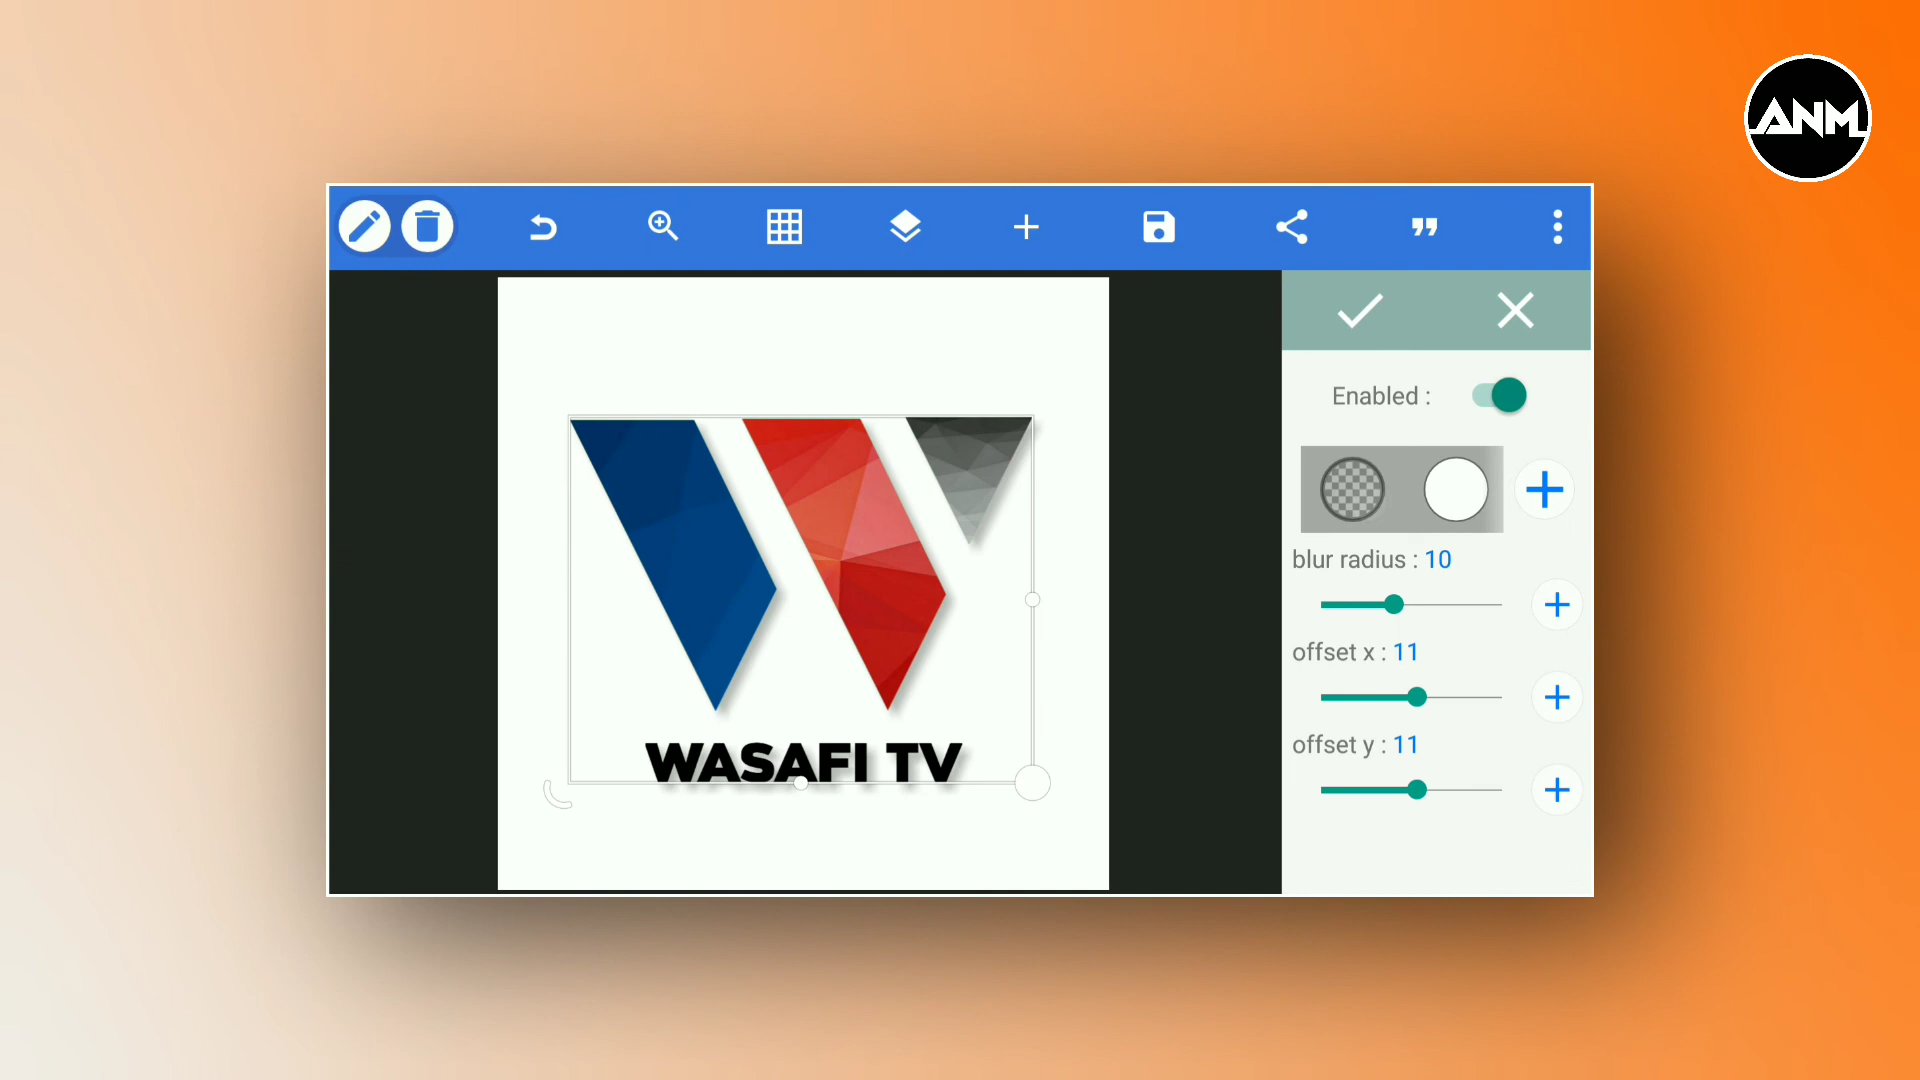 ANM
Enabled :
blur radius : 10
offset x : 11
offset y : 11
WASAFI TV